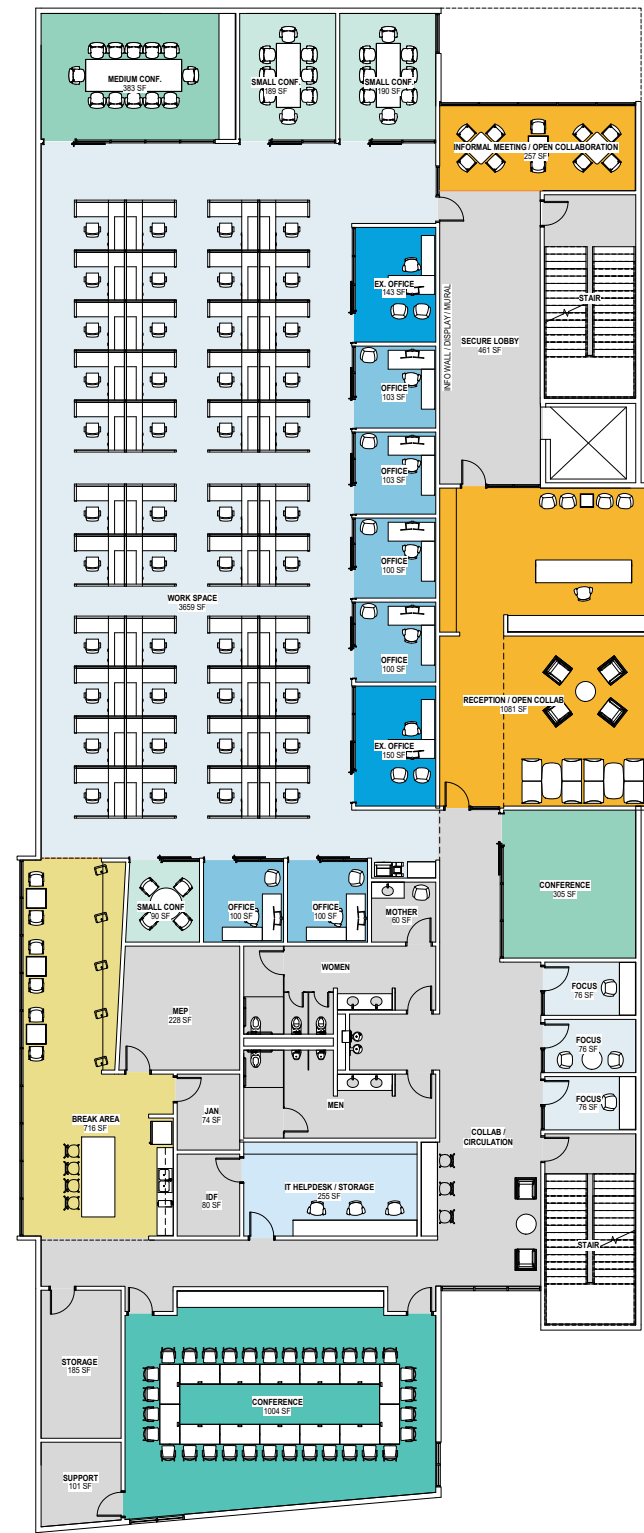 MEDIUM CONF.
383 SF
SMALL CONF.
189 SF
SMALL CONF.
190 SF
INFORMAL MEETING / OPEN COLLABORATION
257 SF
EX. OFFICE
143 SF
INFO WALL / DISPLAY / MURAL
SECURE LOBBY
461 SF
STAIR
OFFICE
103 SF
OFFICE
103 SF
OFFICE
100 SF
WORK SPACE
3659 SF
OFFICE
100 SF
RECEPTION / OPEN COLLAB
1081 SF
EX. OFFICE
150 SF
SMALL CONF
90 SF
OFFICE
100 SF
OFFICE
100 SF
MOTHER
60 SF
CONFERENCE
305 SF
WOMEN
FOCUS
76 SF
MEP
228 SF
FOCUS
76 SF
FOCUS
76 SF
MEN
JAN
74 SF
BREAK AREA
716 SF
COLLAB /
CIRCULATION
IDF
80 SF
IT HELPDESK / STORAGE
255 SF
STAIR
STORAGE
185 SF
CONFERENCE
1004 SF
SUPPORT
101 SF